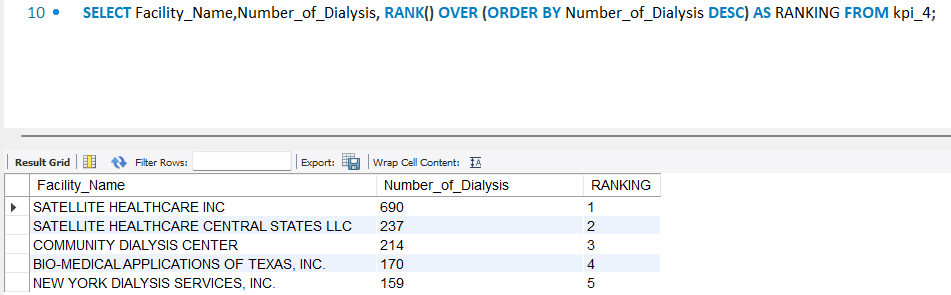 10 SELECT Facility_Name,Number_of_Dialysis, RANK() OVER (ORDER BY Number_of_Dialysis DESC) AS RANKING FROM kpi_4;
Result Grid Filter Rows: Export: Wrap Cell Content: IA
Facility_Name Number_of_Dialysis RANKING
SATELLITE HEALTHCARE INC 690 1
SATELLITE HEALTHCARE CENTRAL STATES LLC 237 2
COMMUNITY DIALYSIS CENTER 214 3
BIO-MEDICAL APPLICATIONS OF TEXAS, INC. 170 4
NEW YORK DIALYSIS SERVICES, INC. 159 5